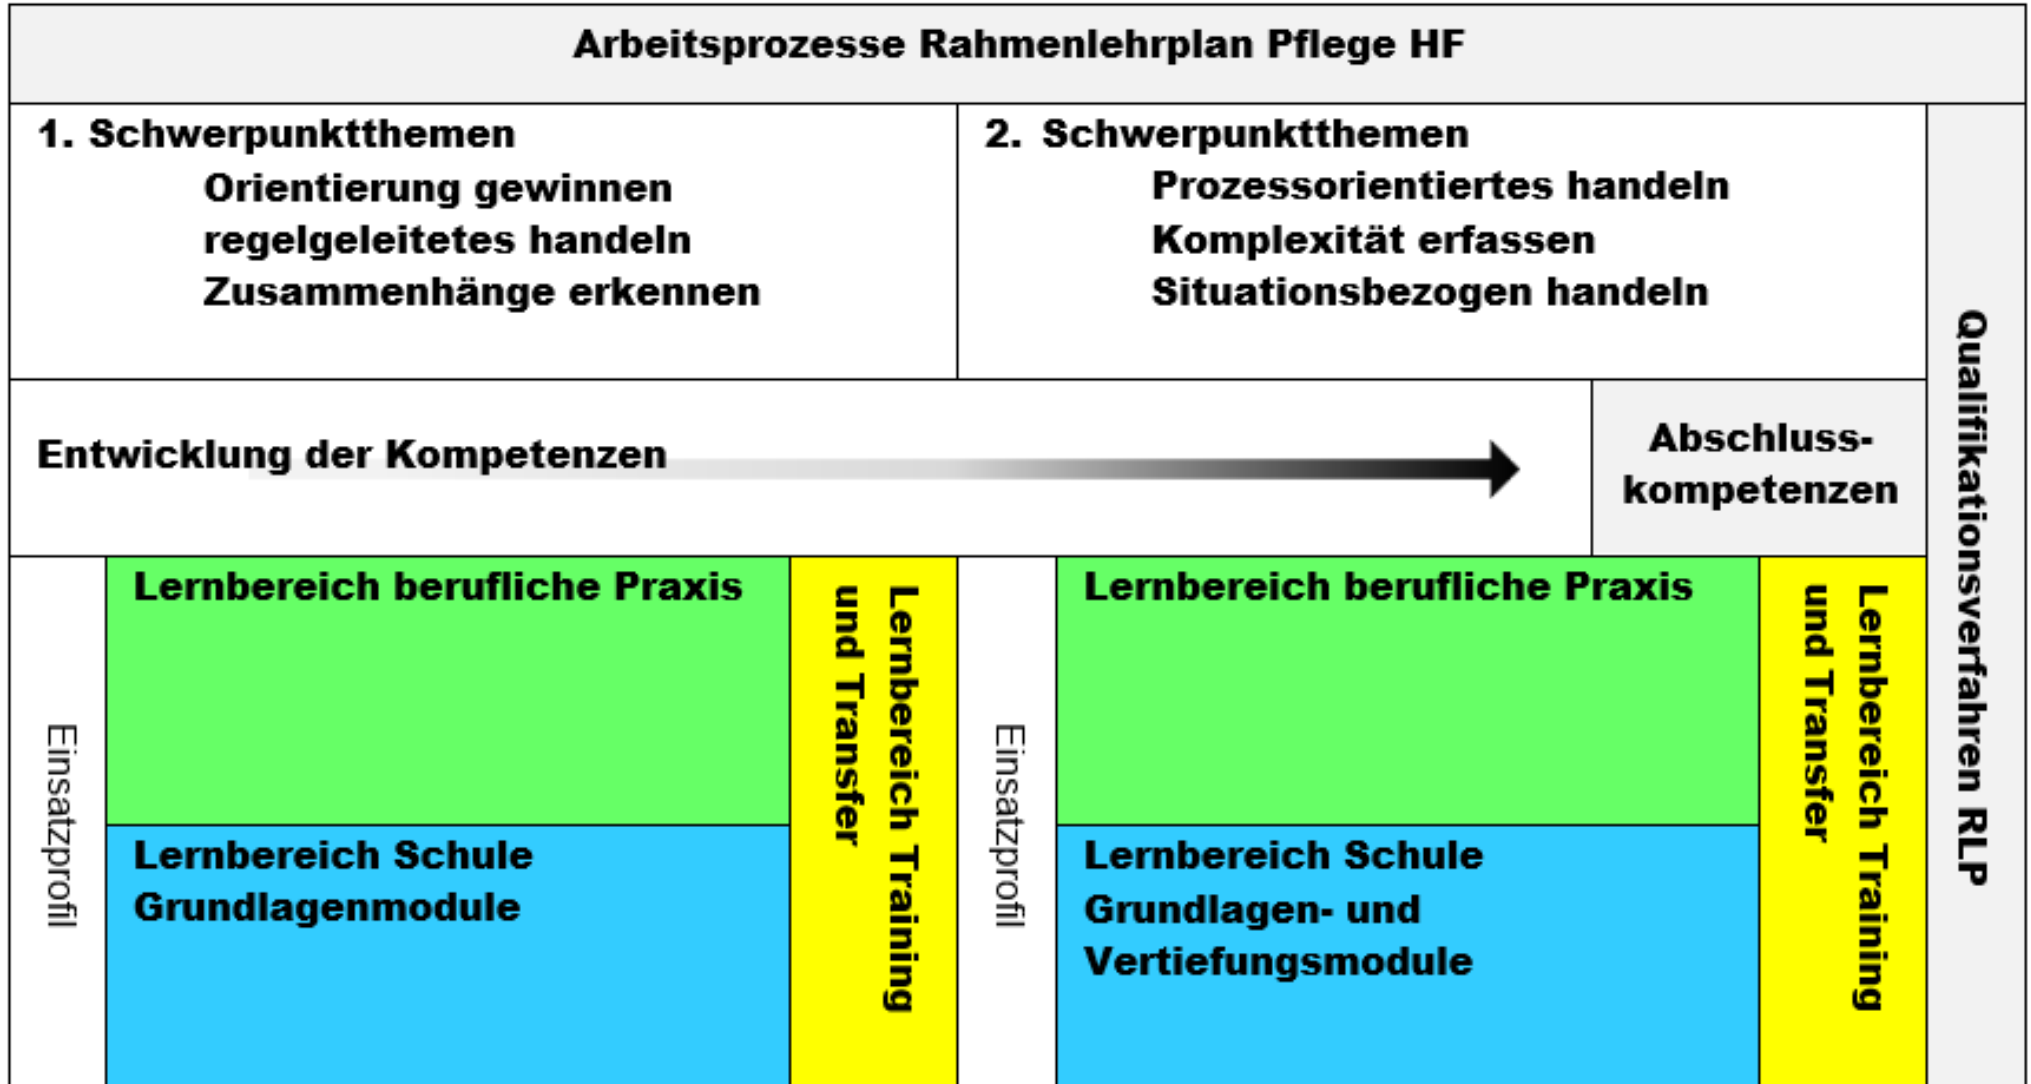 Arbeitsprozesse Rahmenlehrplan Pflege HF
1. Schwerpunktthemen
Orientierung gewinnen
regelgeleitetes handeln
Zusammenhänge erkennen
2. Schwerpunktthemen
Prozessorientiertes handeln
Komplexität erfassen
Situationsbezogen handeln
Qualifikationsverfahren RLP
Entwicklung der Kompetenzen
Abschluss-
kompetenzen
Einsatzprofil
Lernbereich berufliche Praxis
Lernbereich Schule
Grundlagenmodule
Lernbereich Training
und Transfer
Einsatzprofil
Lernbereich berufliche Praxis
Lernbereich Schule
Grundlagen- und
Vertiefungsmodule
Lernbereich Training
und Transfer